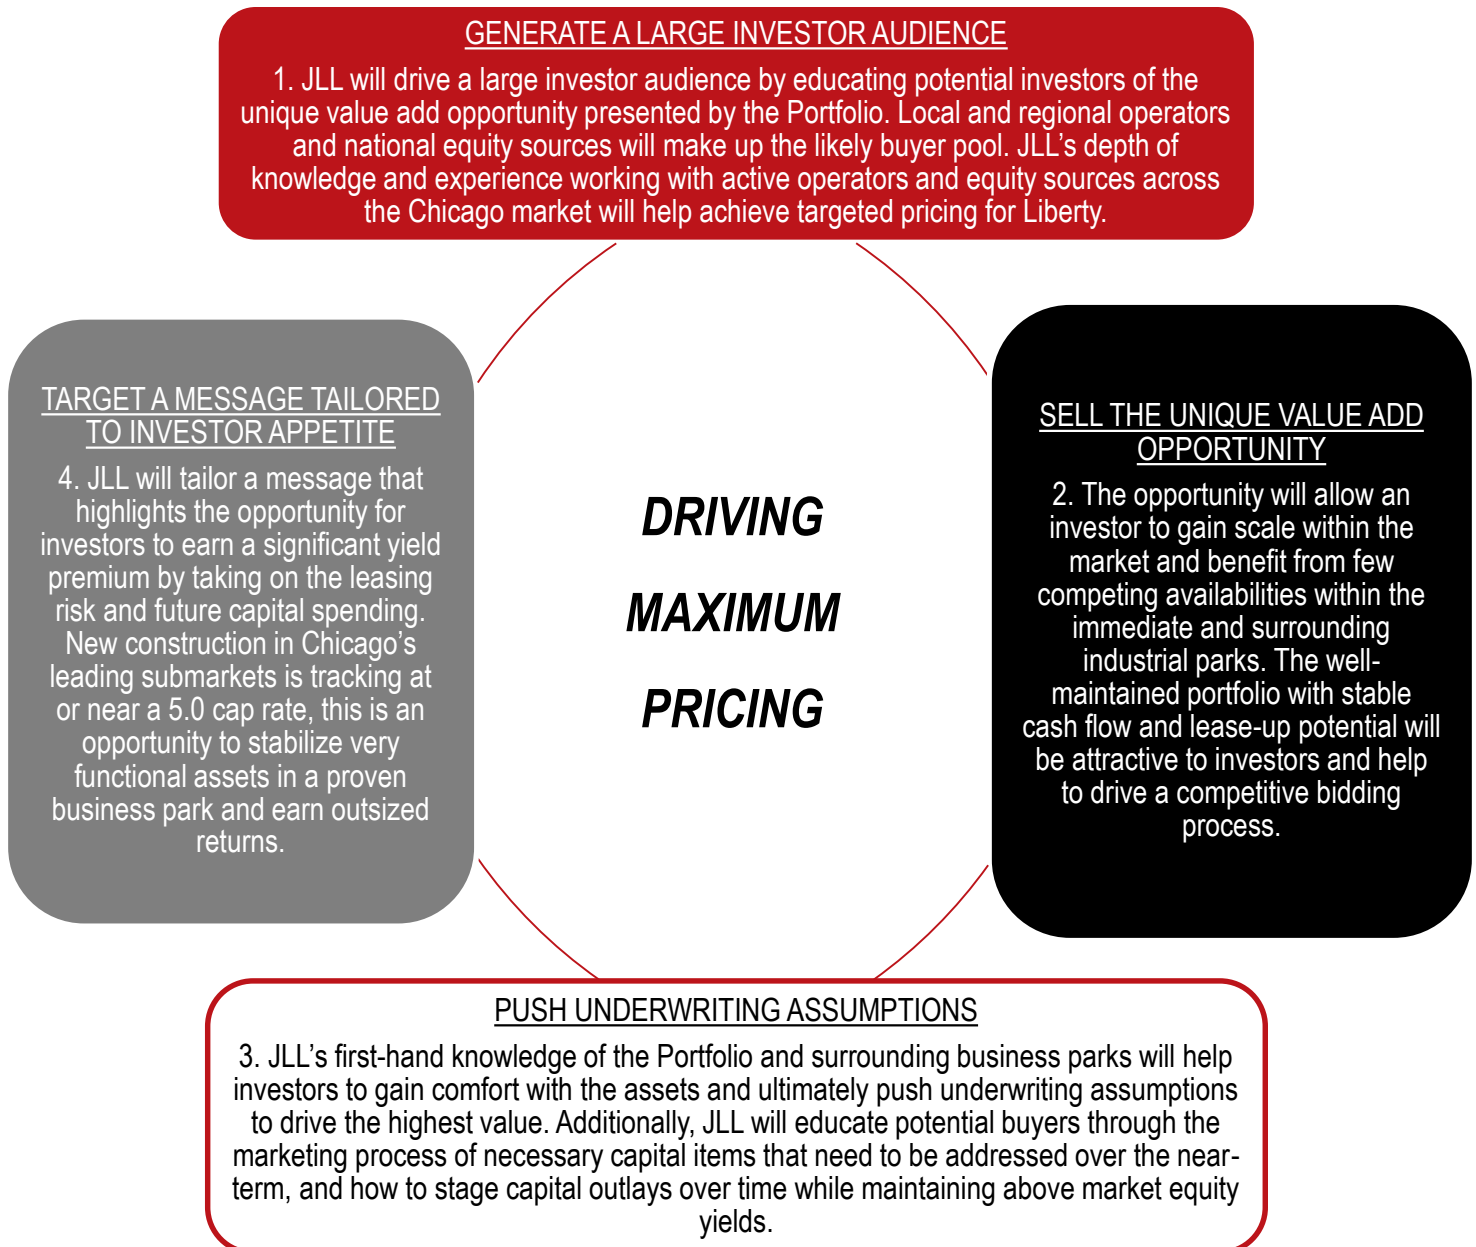 GENERATE A LARGE INVESTOR AUDIENCE
1. JLL will drive a large investor audience by educating potential investors of the
unique value add opportunity presented by the Portfolio. Local and regional operators
and national equity sources will make up the likely buyer pool. JLL’s depth of
knowledge and experience working with active operators and equity sources across
the Chicago market will help achieve targeted pricing for Liberty.
SELL THE UNIQUE VALUE ADD
OPPORTUNITY
2. The opportunity will allow an
investor to gain scale within the
market and benefit from few
competing availabilities within the
immediate and surrounding
industrial parks. The well-
maintained portfolio with stable
cash flow and lease-up potential will
be attractive to investors and help
to drive a competitive bidding
process.
PUSH UNDERWRITING ASSUMPTIONS
3. JLL’s first-hand knowledge of the Portfolio and surrounding business parks will help
investors to gain comfort with the assets and ultimately push underwriting assumptions
to drive the highest value. Additionally, JLL will educate potential buyers through the
marketing process of necessary capital items that need to be addressed over the near-
term, and how to stage capital outlays over time while maintaining above market equity
yields.
TARGET A MESSAGE TAILORED
TO INVESTOR APPETITE
4. JLL will tailor a message that
highlights the opportunity for
investors to earn a significant yield
premium by taking on the leasing
risk and future capital spending.
New construction in Chicago’s
leading submarkets is tracking at
or near a 5.0 cap rate, this is an
opportunity to stabilize very
functional assets in a proven
business park and earn outsized
returns.
DRIVING
MAXIMUM
PRICING